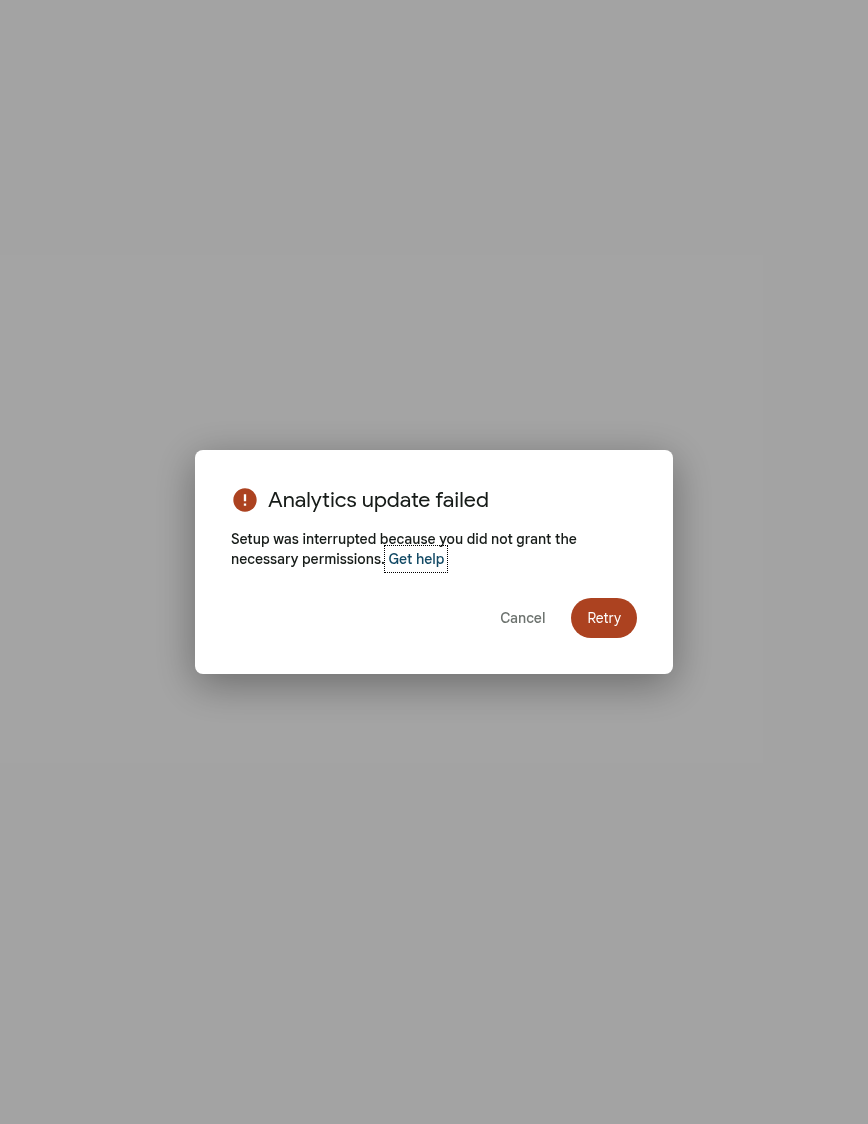 Analytics update failed
Setup was interrupted because you did not grant the
necessary permissions. Get help
Cancel
Retry